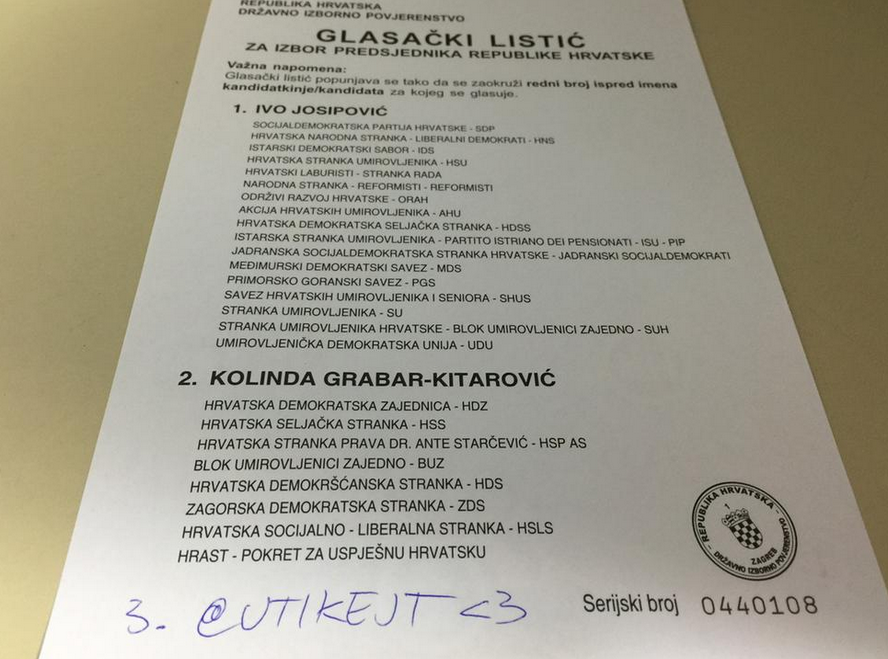 REPUBLIKA HRVATSKA
DRŽAVNO IZBORNO POVJERENSTVO
GLASAČKI LISTIĆ
ZA IZBOR PREDSJEDNIKA REPUBLIKE HRVATSKE
Važna napomena:
Glasački listić popunjava se tako da se zaokruži redni broj ispred imena
kandidatkinje/kandidata za kojeg se glasuje.
1. IVO JOSIPOVIĆ
SOCIJALDEMOKRATSKA PARTIJA HRVATSKE - SDP
HRVATSKA NARODNA STRANKA - LIBERALNI DEMOKRATI - HNS
ISTARSKI DEMOKRATSKI SABOR - IDS
HRVATSKA STRANKA UMIROVLJENIKA - HSU
HRVATSKI LABURISTI - STRANKA RADA
NARODNA STRANKA - REFORMISTI - REFORMISTI
ODRŽIVI RAZVOJ HRVATSKE - ORAH
AKCIJA HRVATSKIH UMIROVLJENIKA - AHU
HRVATSKA DEMOKRATSKA SELJAČKA STRANKA - HDSS
ISTARSKA STRANKA UMIROVLJENIKA - PARTITO ISTRIANO DEI PENSIONATI - ISU - PIP
JADRANSKA SOCIJALDEMOKRATSKA STRANKA HRVATSKE - JADRANSKI SOCIJALDEMOKRATI
MEĐIMURSKI DEMOKRATSKI SAVEZ - MDS
PRIMORSKO GORANSKI SAVEZ - PGS
SAVEZ HRVATSKIH UMIROVLJENIKA I SENIORA - SHUS
STRANKA UMIROVLJENIKA - SU
STRANKA UMIROVLJENIKA HRVATSKE - BLOK UMIROVLJENICI ZAJEDNO - SUH
UMIROVLJENIČKA DEMOKRATSKA UNIJA - UDU
2. KOLINDA GRABAR-KITAROVIĆ
HRVATSKA DEMOKRATSKA ZAJEDNICA - HDZ
HRVATSKA SELJAČKA STRANKA - HSS
HRVATSKA STRANKA PRAVA DR. ANTE STARČEVIĆ - HSP AS
BLOK UMIROVLJENICI ZAJEDNO - BUZ
HRVATSKA DEMOKRŠĆANSKA STRANKA - HDS
ZAGORSKA DEMOKRATSKA STRANKA - ZDS
HRVATSKA SOCIJALNO - LIBERALNA STRANKA - HSLS
HRAST - POKRET ZA USPJEŠNU HRVATSKU
- REPUBLIKA HRVATSKA -
1
ZAGREB
DRŽAVNO IZBORNO POVJERENSTVO
3. @UTIKEJT <3
Serijski broj 0440108